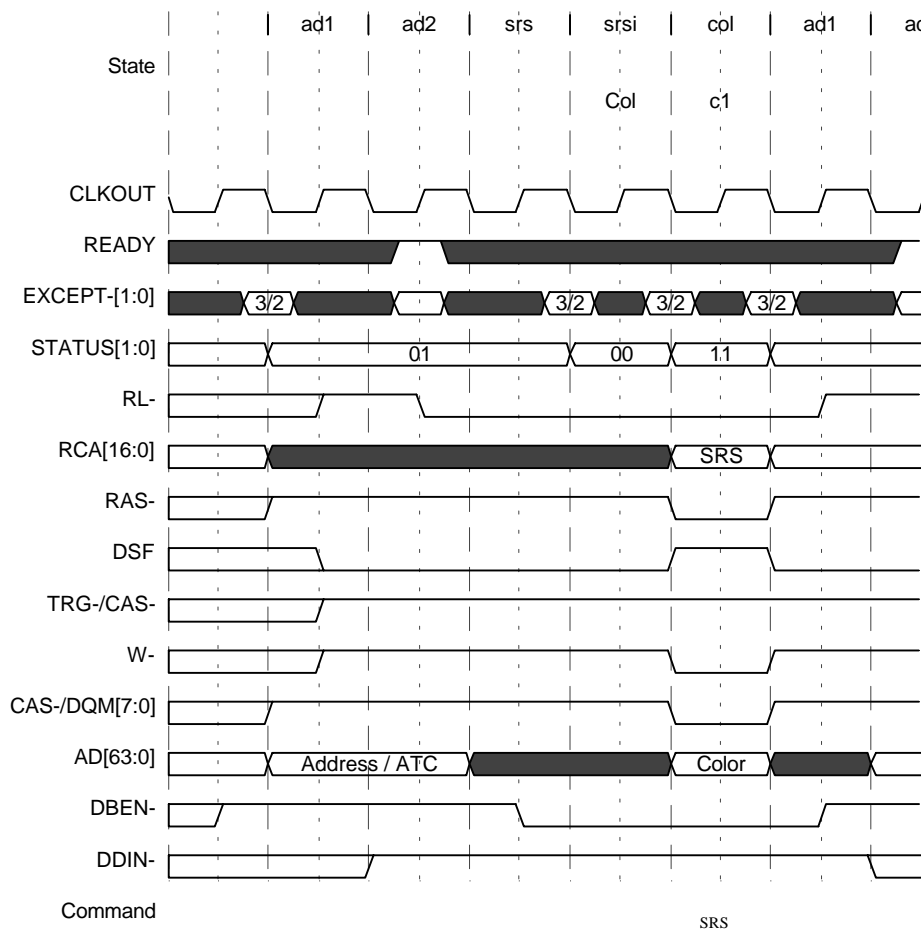 ad1 ad2 srs srsi col ad1 ad
State
Col c1
CLKOUT
READY
EXCEPT-[1:0] 3/2 3/2 3/2 3/2
STATUS[1:0] 01 00 11
RL-
RCA[16:0] SRS
RAS-
DSF
TRG-/CAS-
W-
CAS-/DQM[7:0]
AD[63:0] Address / ATC Color
DBEN-
DDIN-
Command
SRS